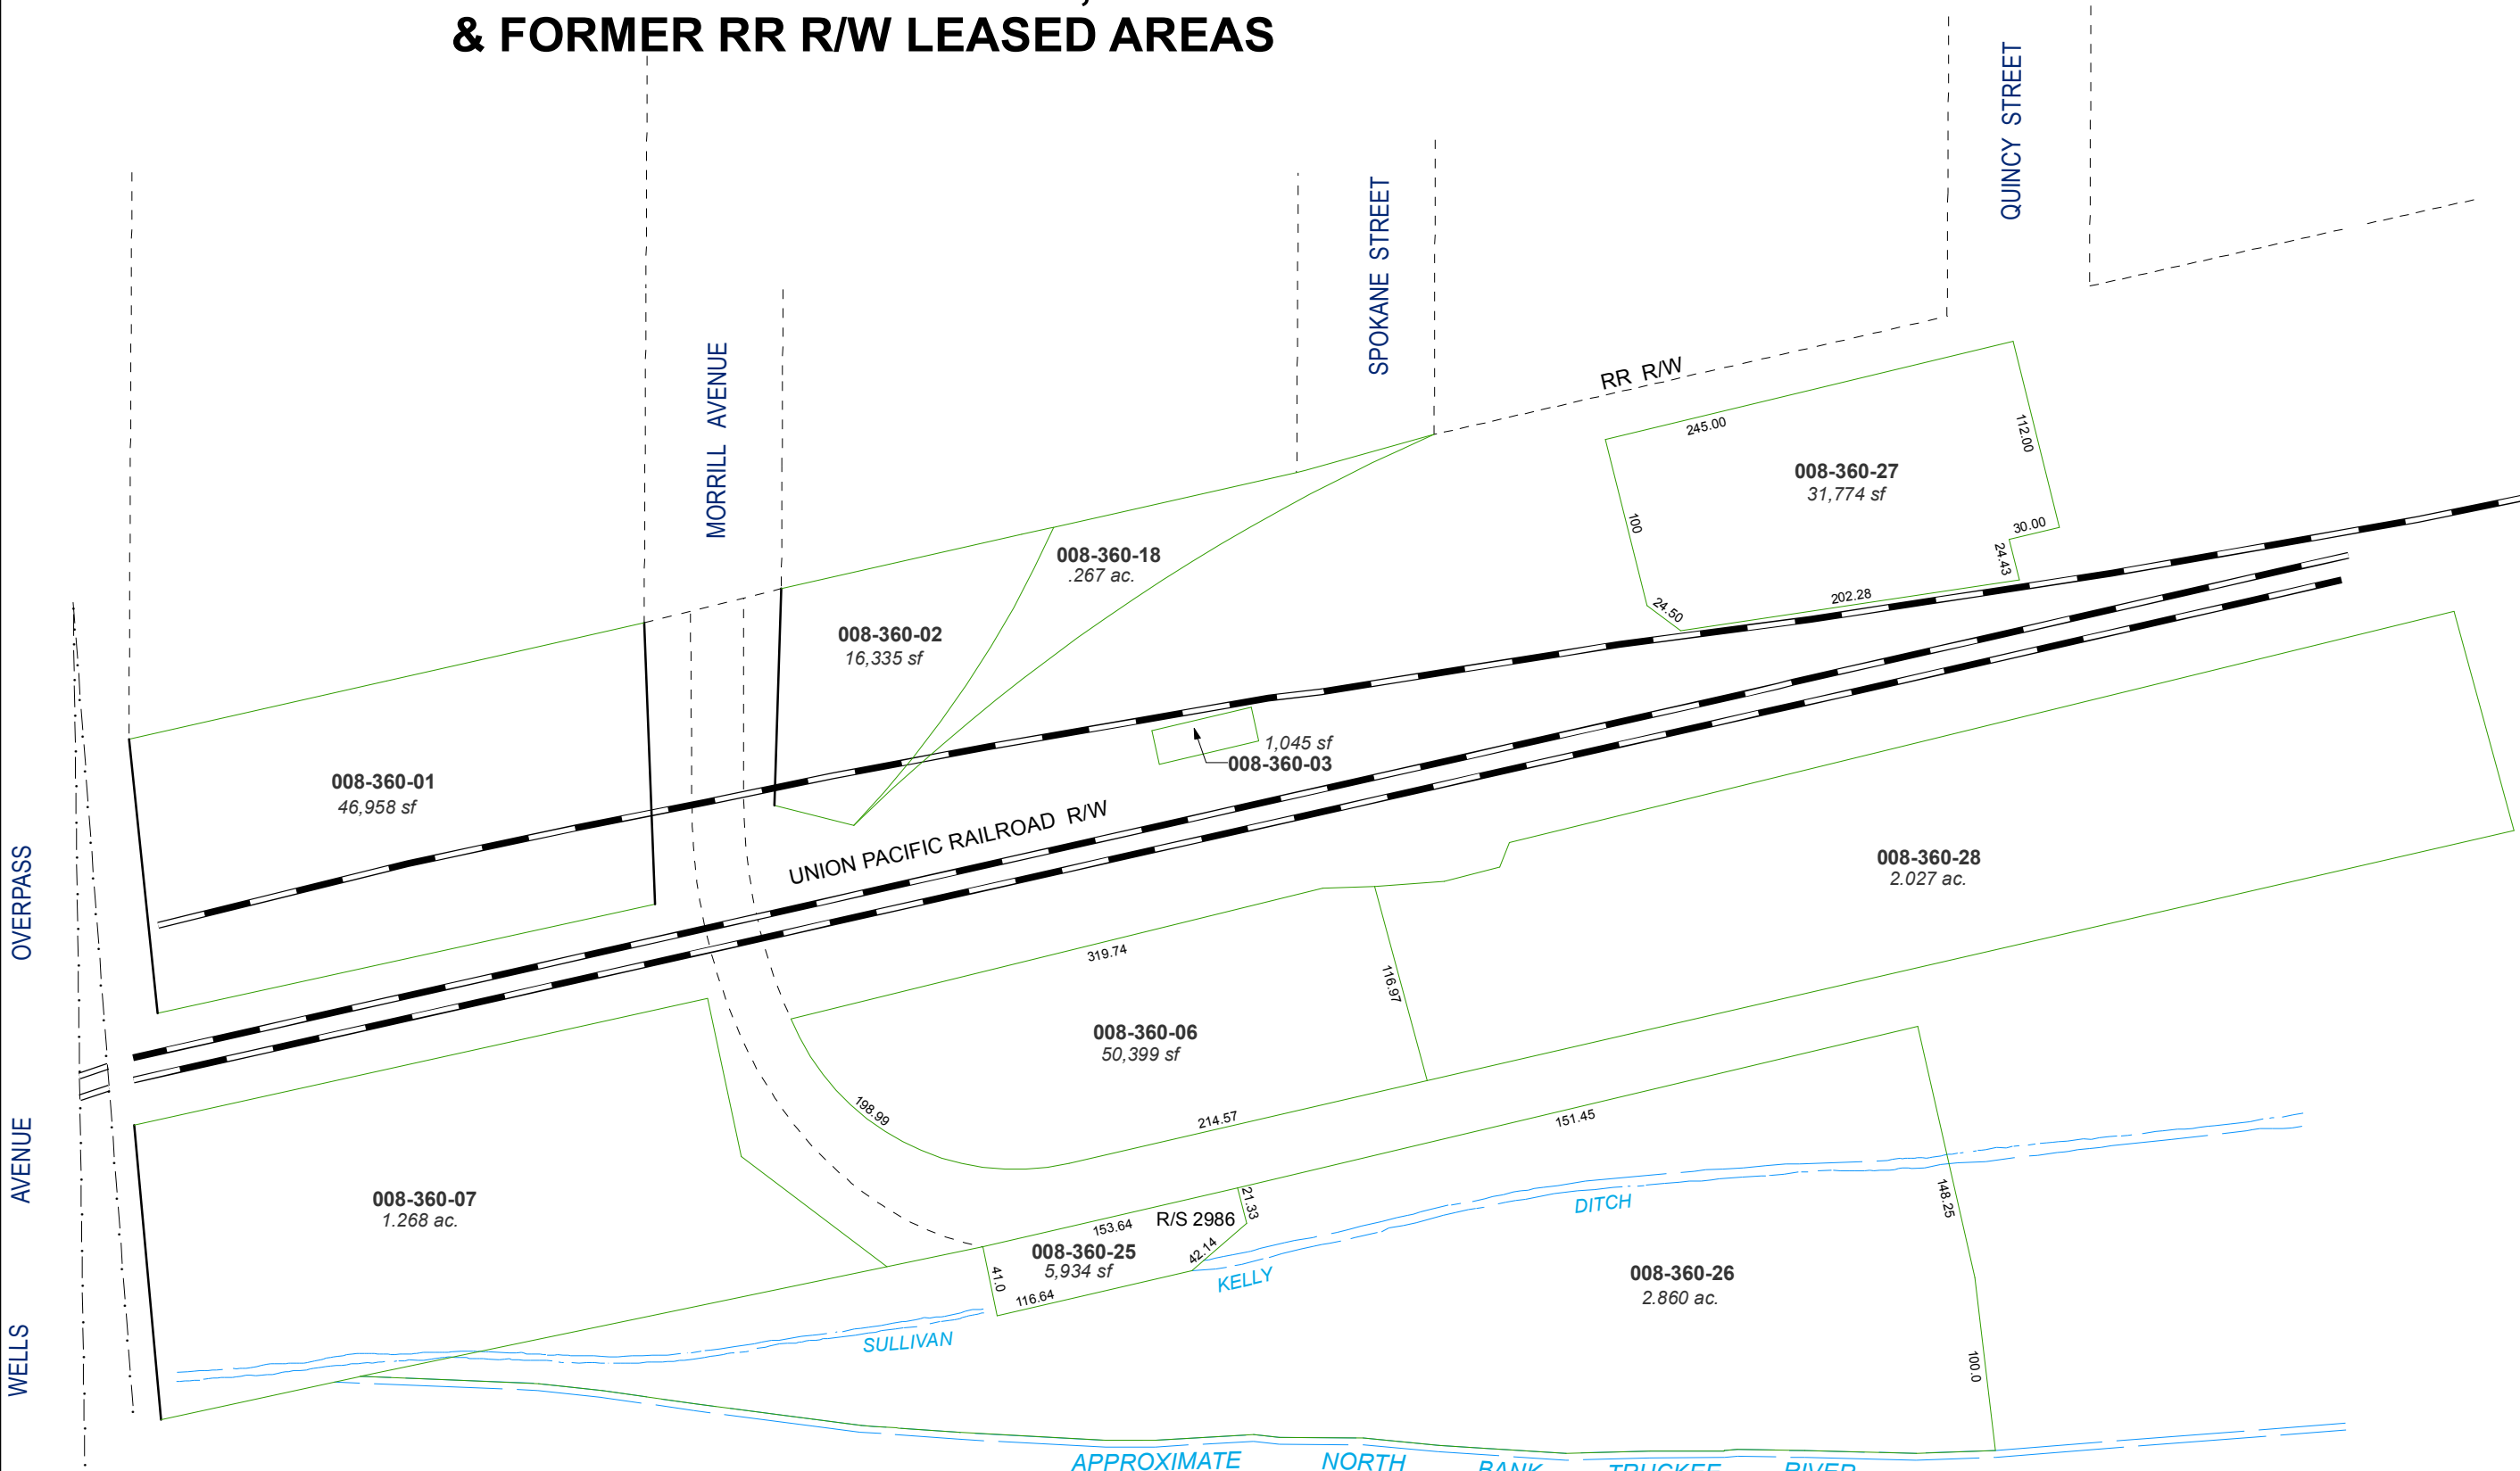 & FORMER RR R/W LEASED AREAS
QUINCY STREET
SPOKANE STREET
MORRILL AVENUE
RR R/W
245.00
112.00
008-360-27
31,774 sf
100
30.00
24.43
24.50
202.28
008-360-18
.267 ac.
008-360-02
16,335 sf
008-360-01
46,958 sf
1,045 sf
008-360-03
UNION PACIFIC RAILROAD R/W
008-360-28
2.027 ac.
319.74
116.97
008-360-06
50,399 sf
198.99
214.57
151.45
WELLS AVENUE OVERPASS
008-360-07
1.268 ac.
153.64
R/S 2986
21.33
008-360-25
5,934 sf
42.14
41.0
116.64
SULLIVAN
KELLY
DITCH
148.25
008-360-26
2.860 ac.
100.0
APPROXIMATE NORTH BANK TRUCKEE RIVER